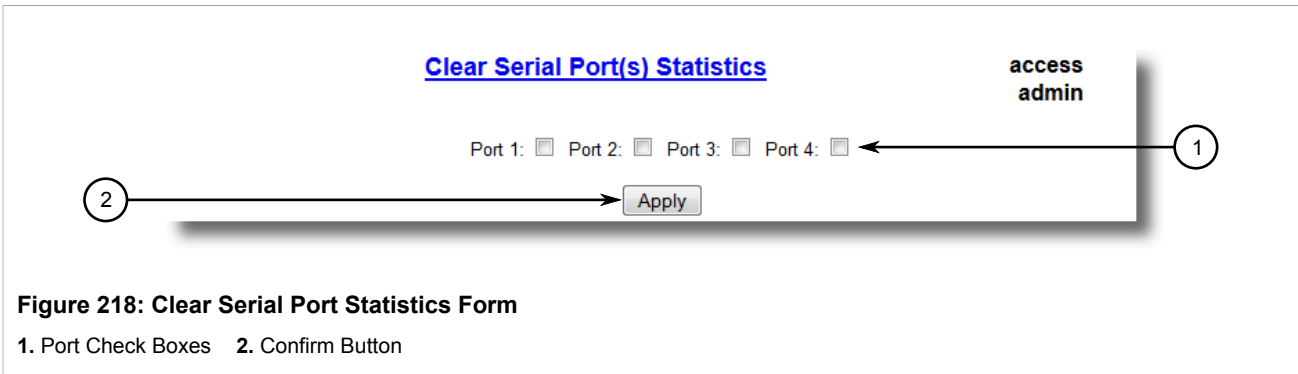 Clear Serial Port(s) Statistics
access
admin
Port 1: Port 2: Port 3: Port 4:
1
2
Apply
Figure 218: Clear Serial Port Statistics Form
1. Port Check Boxes 2. Confirm Button